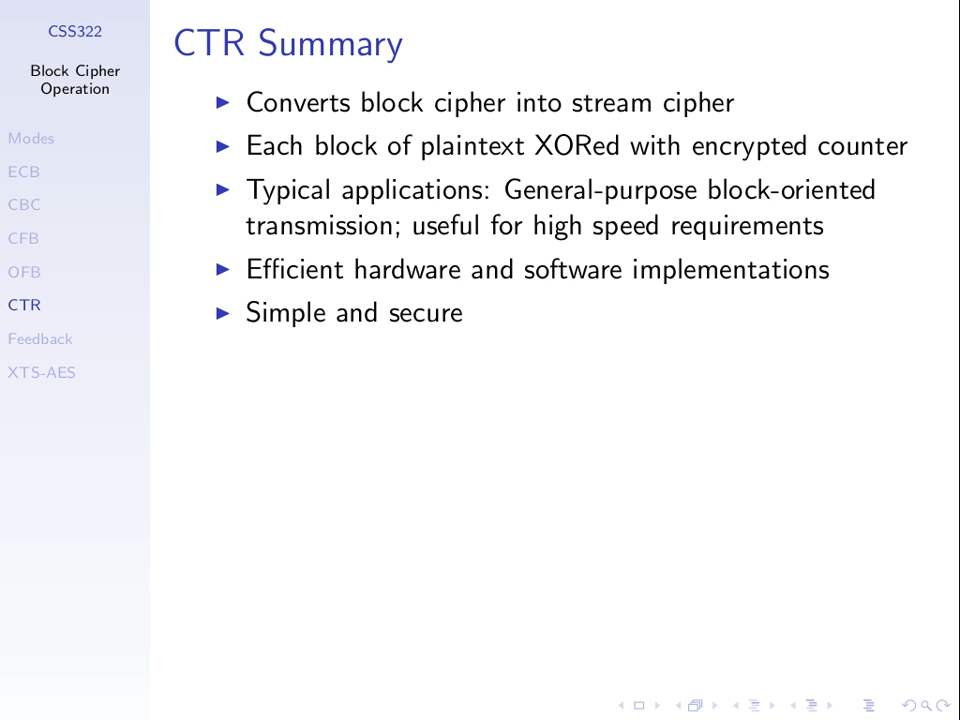 CSS322
Block Cipher
Operation
Modes
ECB
CBC
CFB
OFB
CTR
Feedback
XTS-AES
CTR Summary
Converts block cipher into stream cipher
Each block of plaintext XORed with encrypted counter
Typical applications: General-purpose block-oriented
transmission; useful for high speed requirements
Efficient hardware and software implementations
Simple and secure